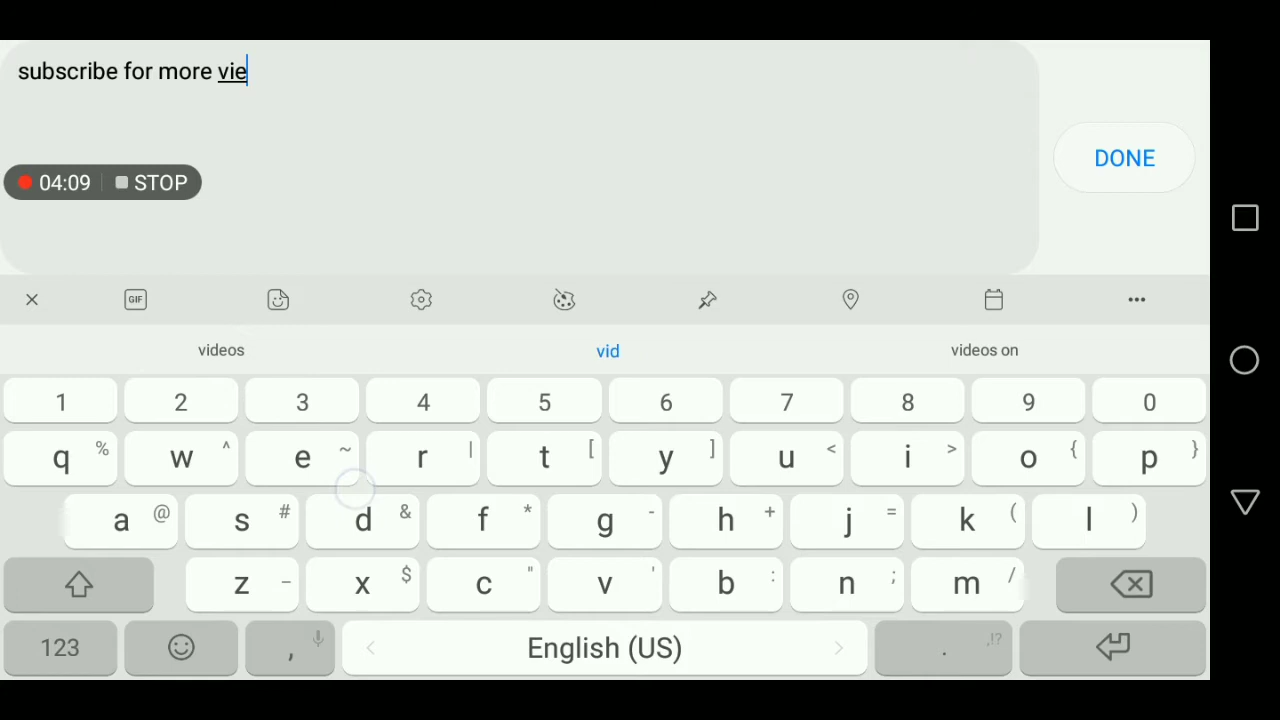 subscribe for more vie
DONE
04:09 STOP
GIF
videos vid videos on
1 2 3 4 5 6 7 8 9 0
q % w ^ e ~ r | t [ y ] u < i > o { p }
a @ s # d & f * g - h + j = k ( l )
z _ x $ c " v ' b : n ; m /
123 , English (US) . ,!?